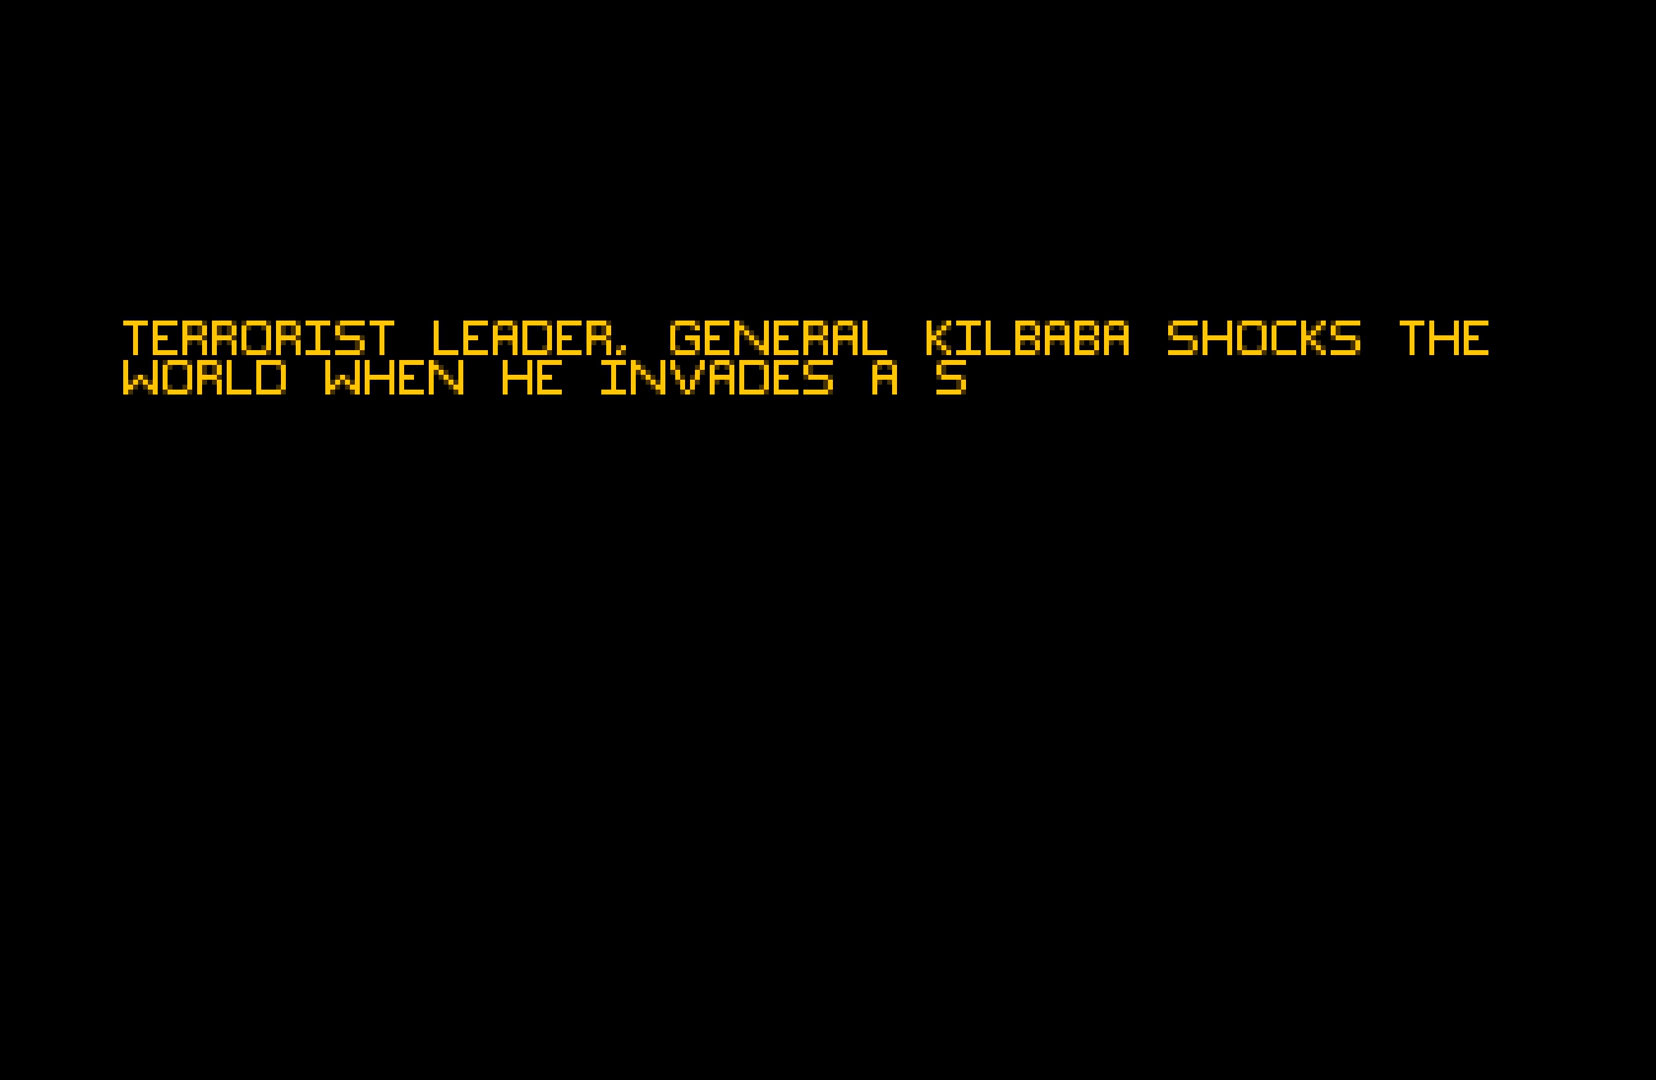 TERRORIST LEADER, GENERAL KILBABA SHOCKS THE
WORLD WHEN HE INVADES A S